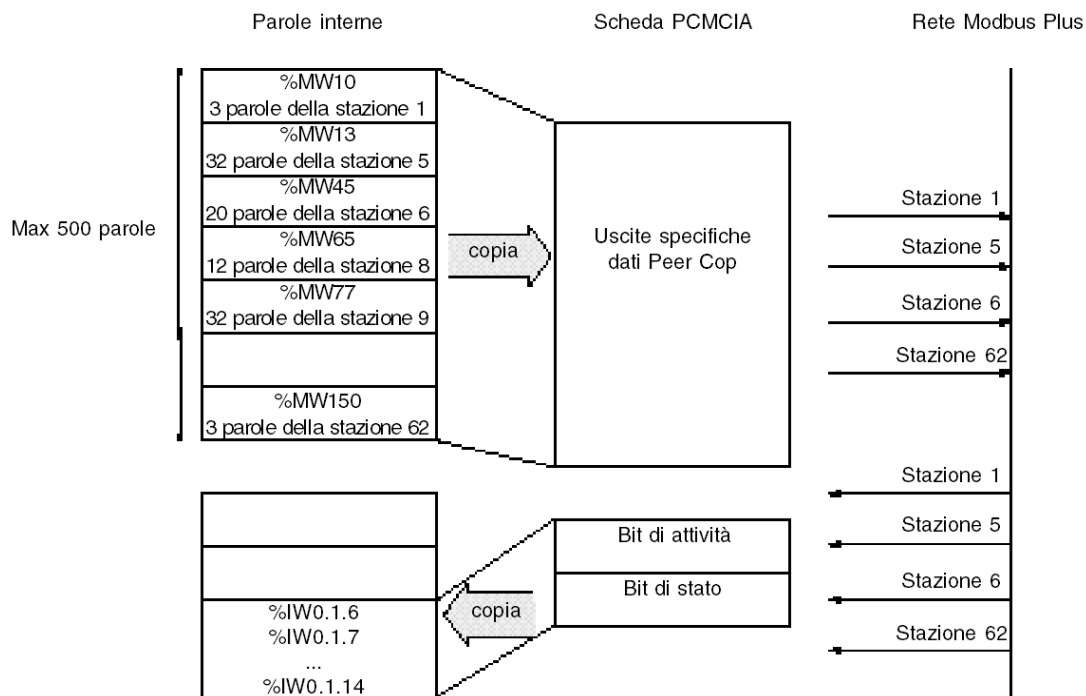 Parole interne
Scheda PCMCIA
Rete Modbus Plus
%MW10
3 parole della stazione 1
%MW13
32 parole della stazione 5
%MW45
20 parole della stazione 6
%MW65
12 parole della stazione 8
%MW77
32 parole della stazione 9
%MW150
3 parole della stazione 62
Max 500 parole
copia
Uscite specifiche
dati Peer Cop
Stazione 1
Stazione 5
Stazione 6
Stazione 62
Stazione 1
Stazione 5
Stazione 6
Stazione 62
Bit di attività
Bit di stato
copia
%IW0.1.6
%IW0.1.7
...
%IW0.1.14